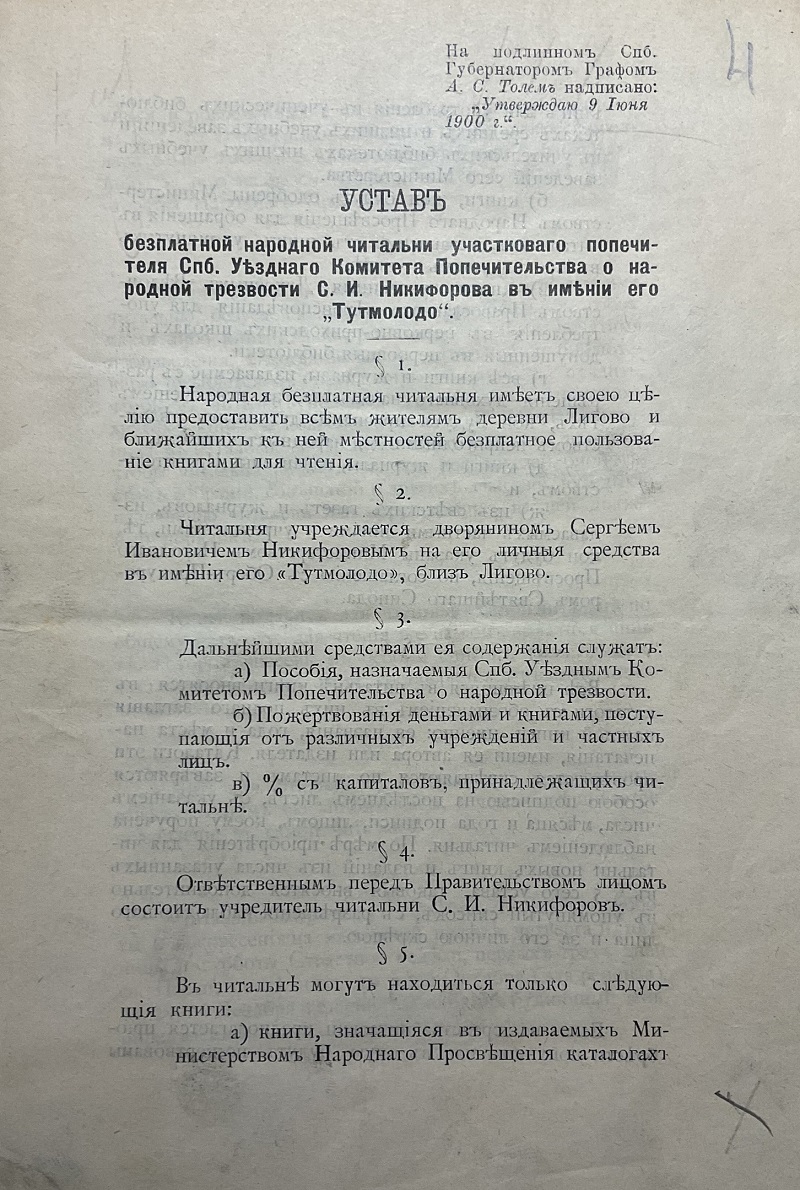 На подлинномъ Спб.
Губернаторомъ Графомъ
А. С. Толемъ надписано:
„Утверждаю 9 Іюня
1900 г.“.
УСТАВЪ
безплатной народной читальни участковаго попечи-
теля Спб. Уѣзднаго Комитета Попечительства о на-
родной трезвости С. И. Никифорова въ имѣніи его
„Тутмолодо“.
§ 1.
Народная безплатная читальня имѣетъ своею цѣ-
лію предоставить всѣмъ жителямъ деревни Лигово и
ближайшихъ къ ней мѣстностей безплатное пользова-
ніе книгами для чтенія.
§ 2.
Читальня учреждается дворяниномъ Сергѣемъ
Ивановичемъ Никифоровымъ на его личныя средства
въ имѣніи его «Тутмолодо», близъ Лигово.
§ 3.
Дальнѣйшими средствами ея содержанія служатъ:
а) Пособія, назначаемыя Спб. Уѣзднымъ Ко-
митетомъ Попечительства о народной трезвости.
б) Пожертвованія деньгами и книгами, посту-
пающія отъ различныхъ учрежденій и частныхъ
лицъ.
в) % съ капиталовъ, принадлежащихъ чи-
тальнѣ.
§ 4.
Отвѣтственнымъ передъ Правительствомъ лицомъ
состоитъ учредитель читальни С. И. Никифоровъ.
§ 5.
Въ читальнѣ могутъ находиться только слѣдую-
щія книги:
а) книги, значащіяся въ издаваемыхъ Ми-
нистерствомъ Народнаго Просвѣщенія каталогахъ